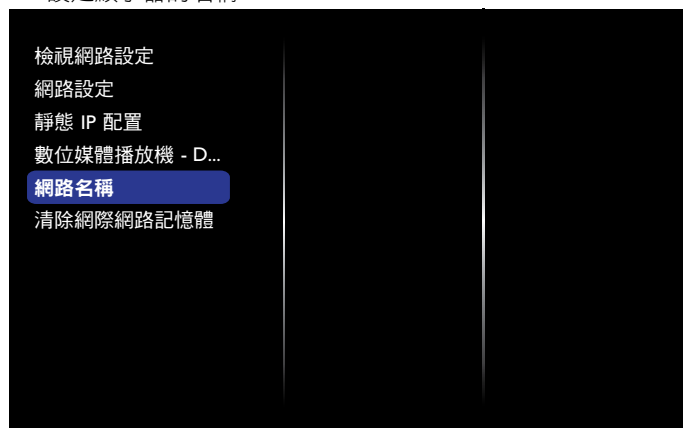 檢視網路設定
網路設定
靜態 IP 配置
數位媒體播放機 - D...
網路名稱
清除網際網路記憶體